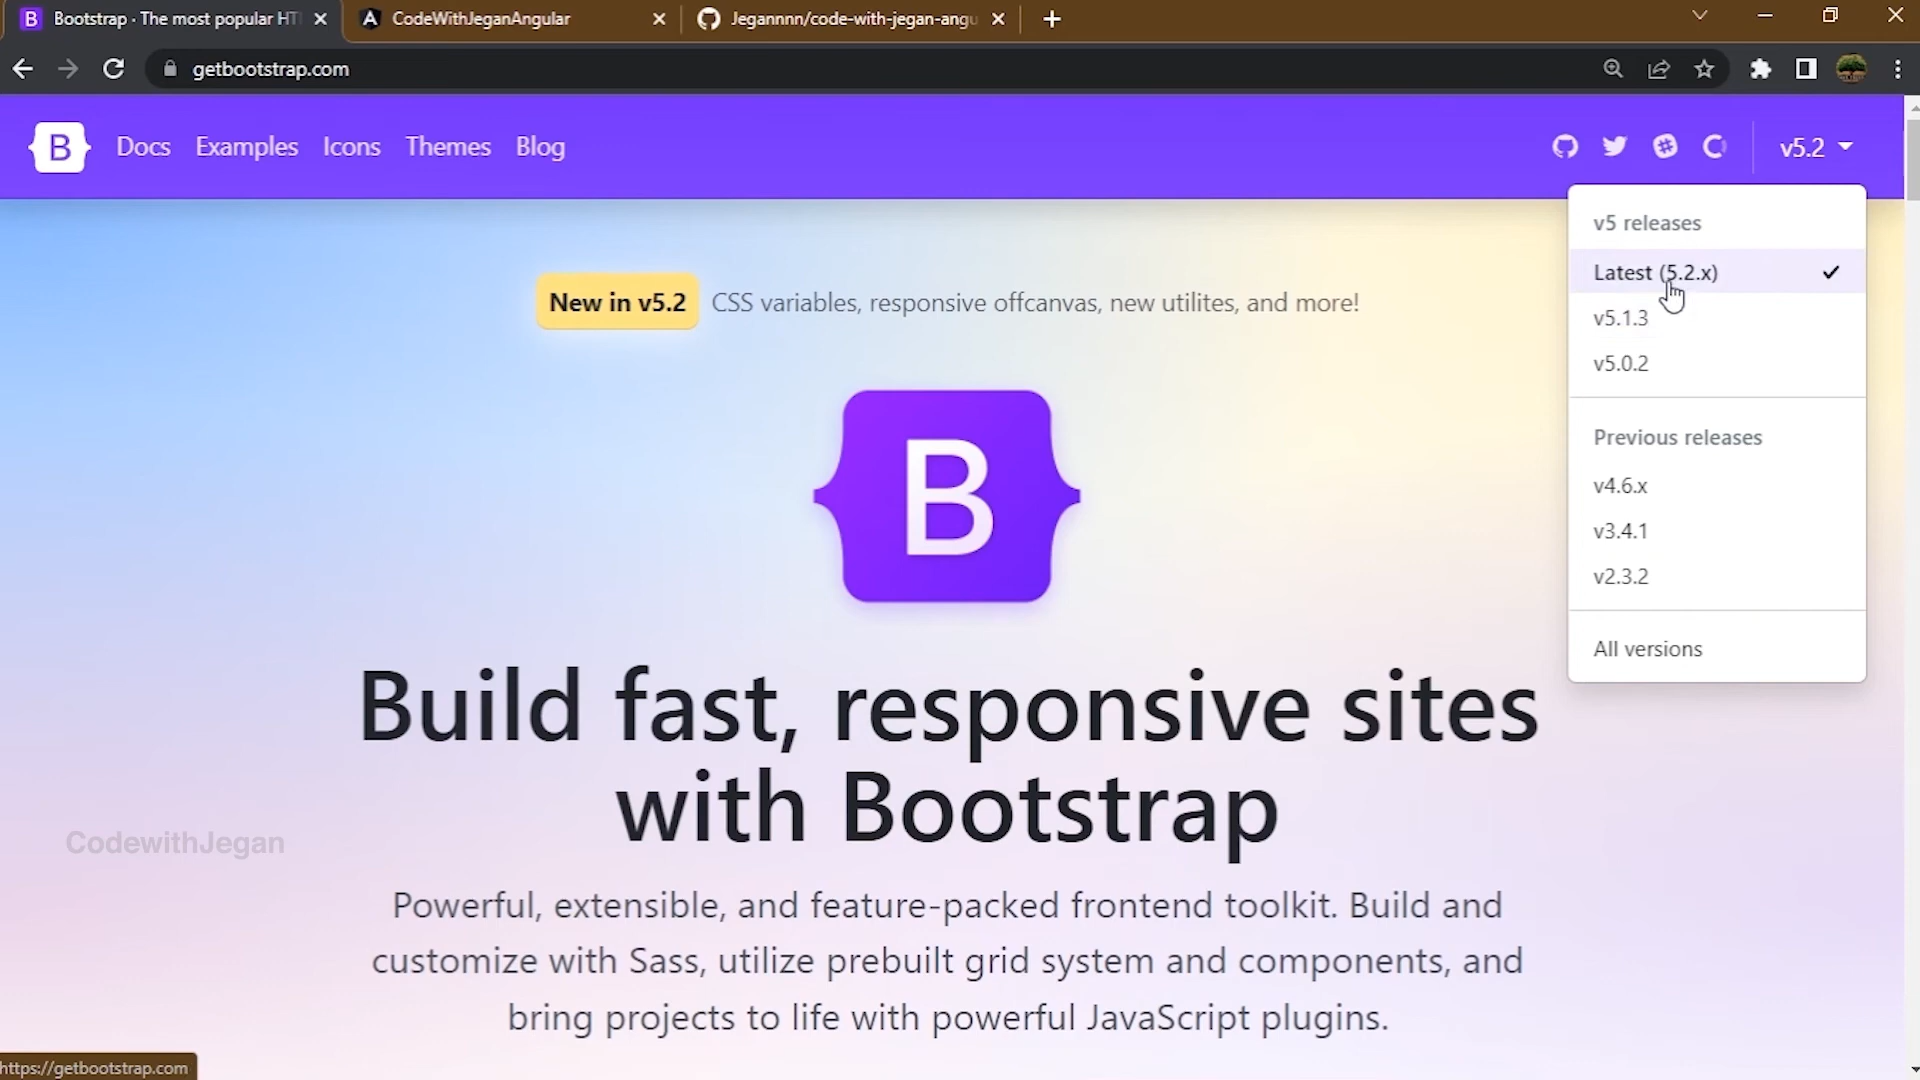 Bootstrap · The most popular HT
CodeWithJeganAngular
Jegannnn/code-with-jegan-angu
getbootstrap.com
B
Docs
Examples
Icons
Themes
Blog
v5.2
v5 releases
Latest (5.2.x)
v5.1.3
v5.0.2
Previous releases
v4.6.x
v3.4.1
v2.3.2
All versions
New in v5.2 CSS variables, responsive offcanvas, new utilites, and more!
B
Build fast, responsive sites
with Bootstrap
CodewithJegan
Powerful, extensible, and feature-packed frontend toolkit. Build and
customize with Sass, utilize prebuilt grid system and components, and
bring projects to life with powerful JavaScript plugins.
https://getbootstrap.com